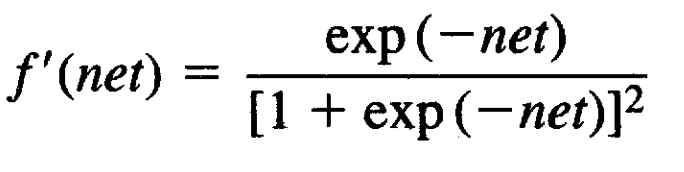 f'(net) = exp(−net) / [1 + exp(−net)]²